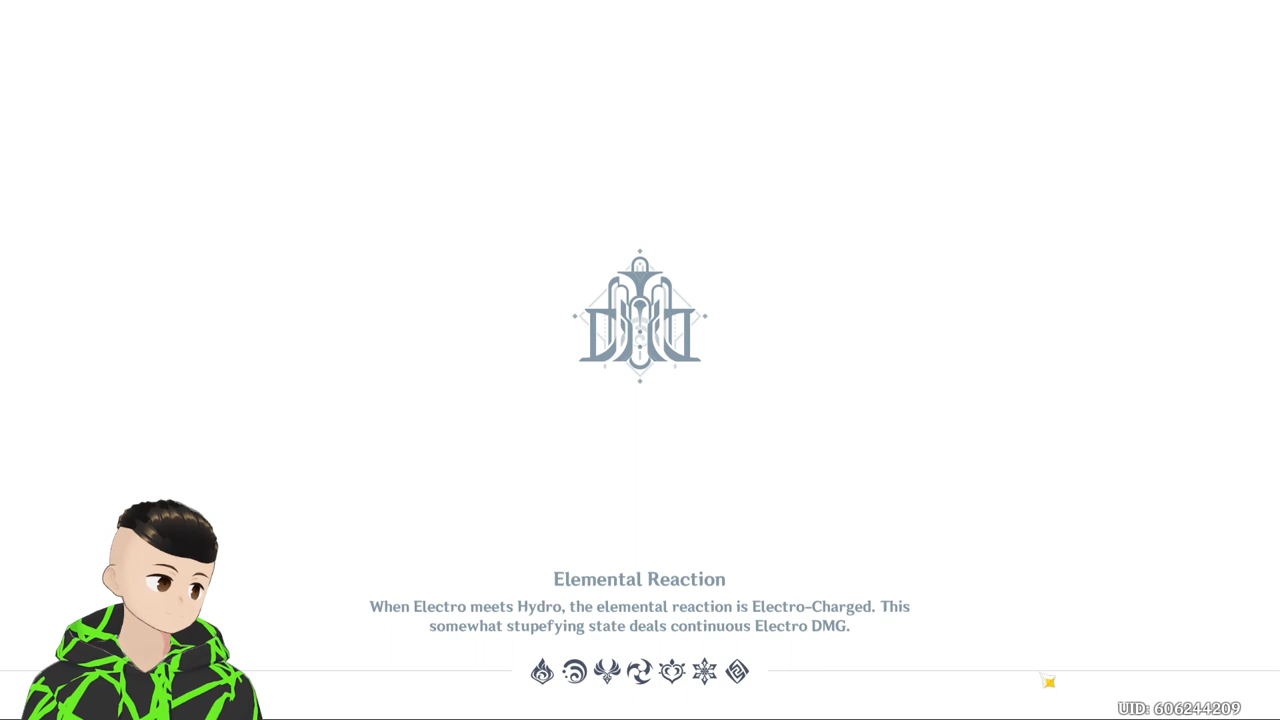 Elemental Reaction
When Electro meets Hydro, the elemental reaction is Electro-Charged. This
somewhat stupefying state deals continuous Electro DMG.
UID: 606244209